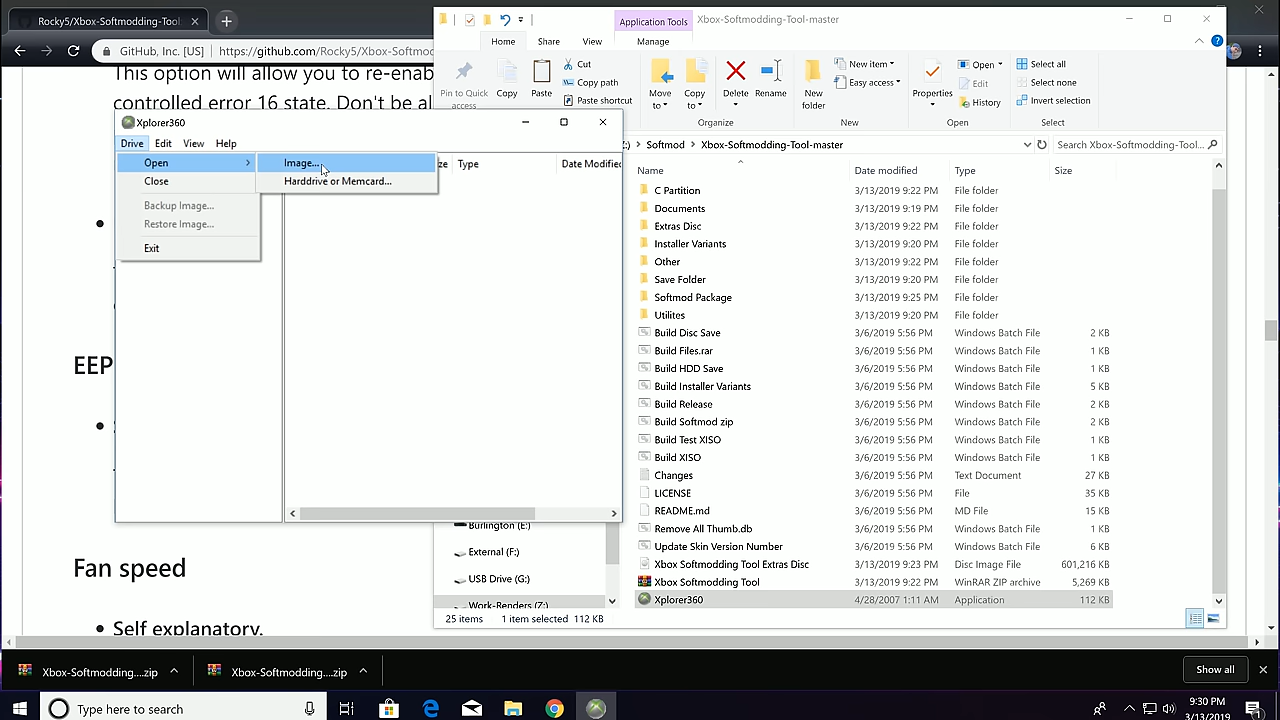 Rocky5/Xbox-Softmodding-Tool
GitHub, Inc. [US]
https://github.com/Rocky5/Xbox-Softmo
This option will allow you to re-enab
controlled error 16 state. Don't be al
EEP
Fan speed
Self explanatory.
Xplorer360
Drive
Edit
View
Help
ze
Type
Date Modified
Open
Close
Backup Image...
Restore Image...
Exit
Image...
Harddrive or Memcard...
Application Tools
Xbox-Softmodding-Tool-master
Home
Share
View
Manage
Pin to Quick access
Copy
Paste
Cut
Copy path
Paste shortcut
Move to
Copy to
Delete
Rename
Organize
New folder
New item
Easy access
New
Properties
Open
Edit
History
Open
Select all
Select none
Invert selection
Select
:) > Softmod > Xbox-Softmodding-Tool-master
Search Xbox-Softmodding-Tool...
Name Date modified Type Size
C Partition 3/13/2019 9:22 PM File folder
Documents 3/13/2019 9:19 PM File folder
Extras Disc 3/13/2019 9:22 PM File folder
Installer Variants 3/13/2019 9:20 PM File folder
Other 3/13/2019 9:22 PM File folder
Save Folder 3/13/2019 9:22 PM File folder
Softmod Package 3/13/2019 9:25 PM File folder
Utilites 3/13/2019 9:20 PM File folder
Build Disc Save 3/6/2019 5:56 PM Windows Batch File 2 KB
Build Files.rar 3/6/2019 5:56 PM Windows Batch File 1 KB
Build HDD Save 3/6/2019 5:56 PM Windows Batch File 1 KB
Build Installer Variants 3/6/2019 5:56 PM Windows Batch File 5 KB
Build Release 3/6/2019 5:56 PM Windows Batch File 2 KB
Build Softmod zip 3/6/2019 5:56 PM Windows Batch File 2 KB
Build Test XISO 3/6/2019 5:56 PM Windows Batch File 1 KB
Build XISO 3/6/2019 5:56 PM Windows Batch File 1 KB
Changes 3/6/2019 5:56 PM Text Document 27 KB
LICENSE 3/6/2019 5:56 PM File 35 KB
README.md 3/6/2019 5:56 PM MD File 15 KB
Remove All Thumb.db 3/6/2019 5:56 PM Windows Batch File 1 KB
Update Skin Version Number 3/6/2019 5:56 PM Windows Batch File 6 KB
Xbox Softmodding Tool Extras Disc 3/13/2019 9:23 PM Disc Image File 601,216 KB
Xbox Softmodding Tool 3/13/2019 9:22 PM WinRAR ZIP archive 5,269 KB
Xplorer360 4/28/2007 1:11 AM Application 112 KB
Burlington (E:)
External (F:)
USB Drive (G:)
Work-Renders (Z:)
25 items 1 item selected 112 KB
Xbox-Softmodding....zip
Xbox-Softmodding....zip
Show all
Type here to search
9:30 PM
3/13/2019